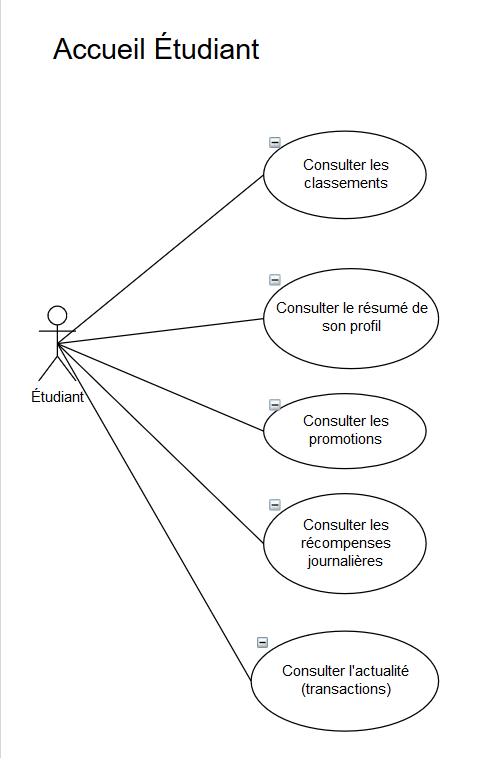 Accueil Étudiant
Consulter les
classements
Consulter le résumé de
son profil
Étudiant
Consulter les
promotions
Consulter les
récompenses
journalières
Consulter l'actualité
(transactions)